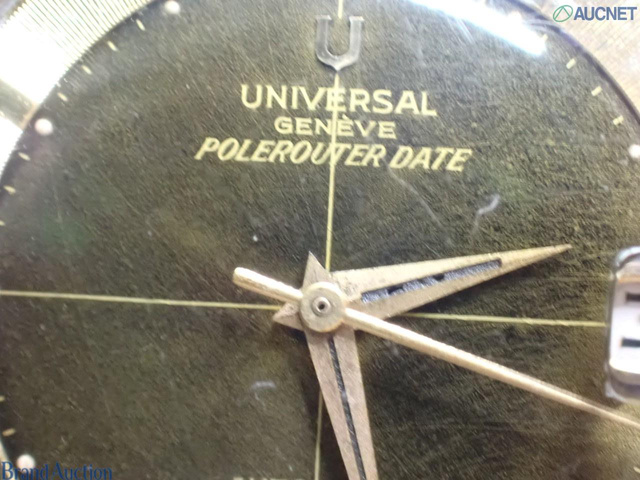 AUCNET
U
UNIVERSAL
GENÈVE
POLEROUTER DATE
Brand Auction